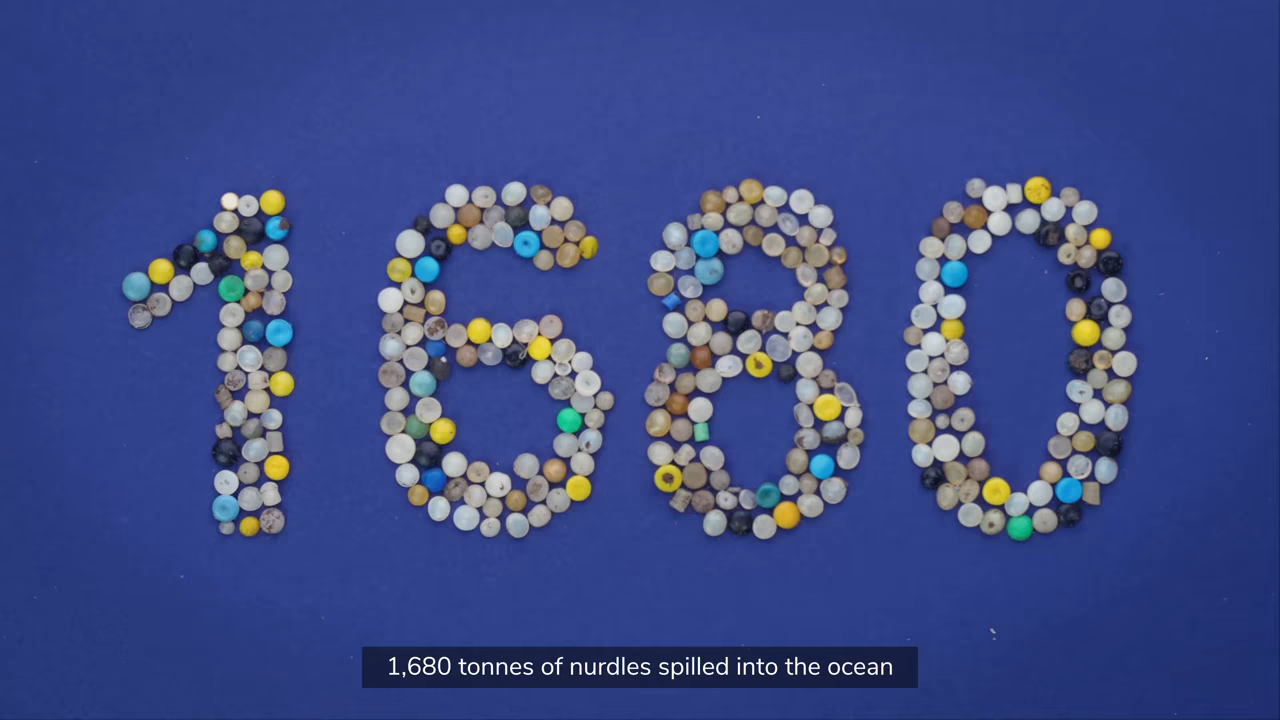 1680
1,680 tonnes of nurdles spilled into the ocean